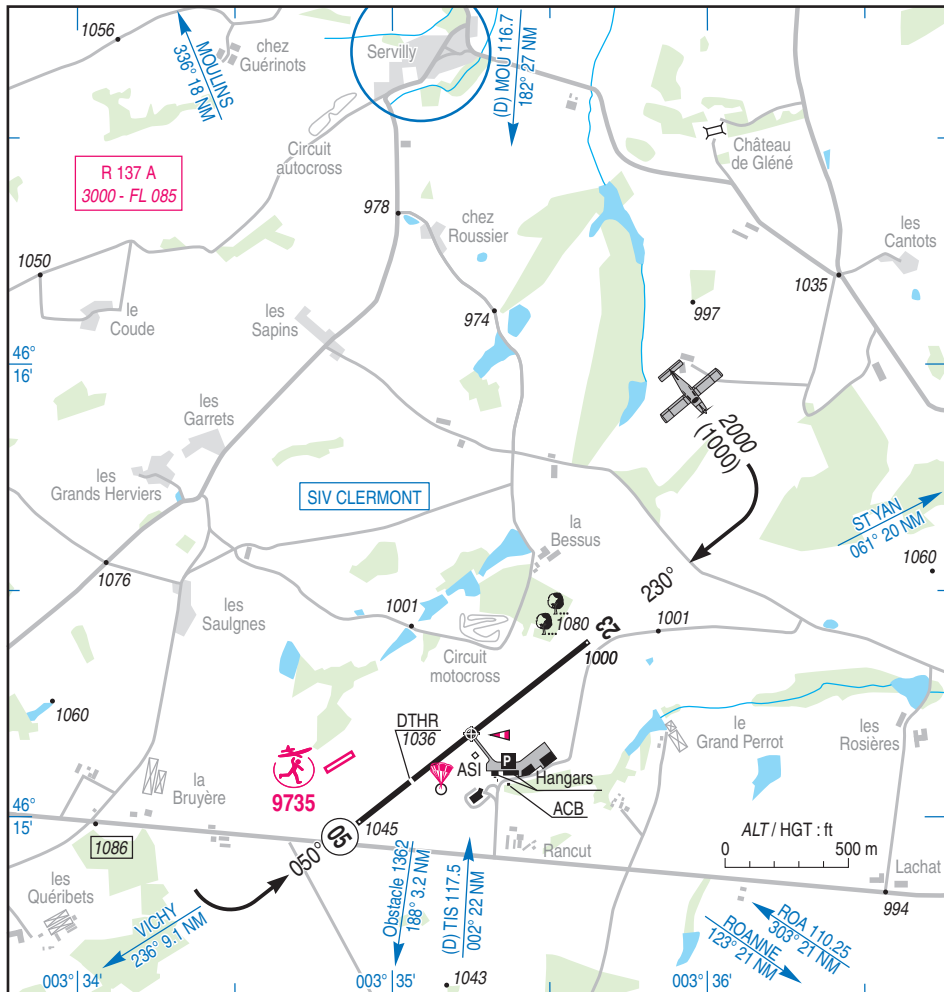 1056
chez
Guérinots
Servilly
MOULINS
336° 18 NM
(D) MOU 116.7
182° 27 NM
Circuit
autocross
Château
de Gléné
R 137 A
3000 - FL 085
978
chez
Roussier
les
Cantots
1050
1035
le
Coude
les
Sapins
974
997
46°
16'
les
Garrets
2000
(1000)
les
Grands Herviers
SIV CLERMONT
ST YAN
061° 20 NM
la
Bessus
1060
1076
230°
les
Saulgnes
1001
1080
23
1001
Circuit
motocross
1000
1060
DTHR
1036
le
Grand Perrot
les
Rosières
ASI
P
Hangars
la
Bruyère
9735
ACB
46°
15'
1045
05
ALT / HGT : ft
1086
050°
Rancut
0 500 m
Lachat
les
Quéribets
Obstacle 1362
188° 3.2 NM
(D) TIS 117.5
002° 22 NM
994
VICHY
236° 9.1 NM
ROA 110.25
303° 21 NM
ROANNE
123° 21 NM
003° 34'
003° 35'
1043
003° 36'